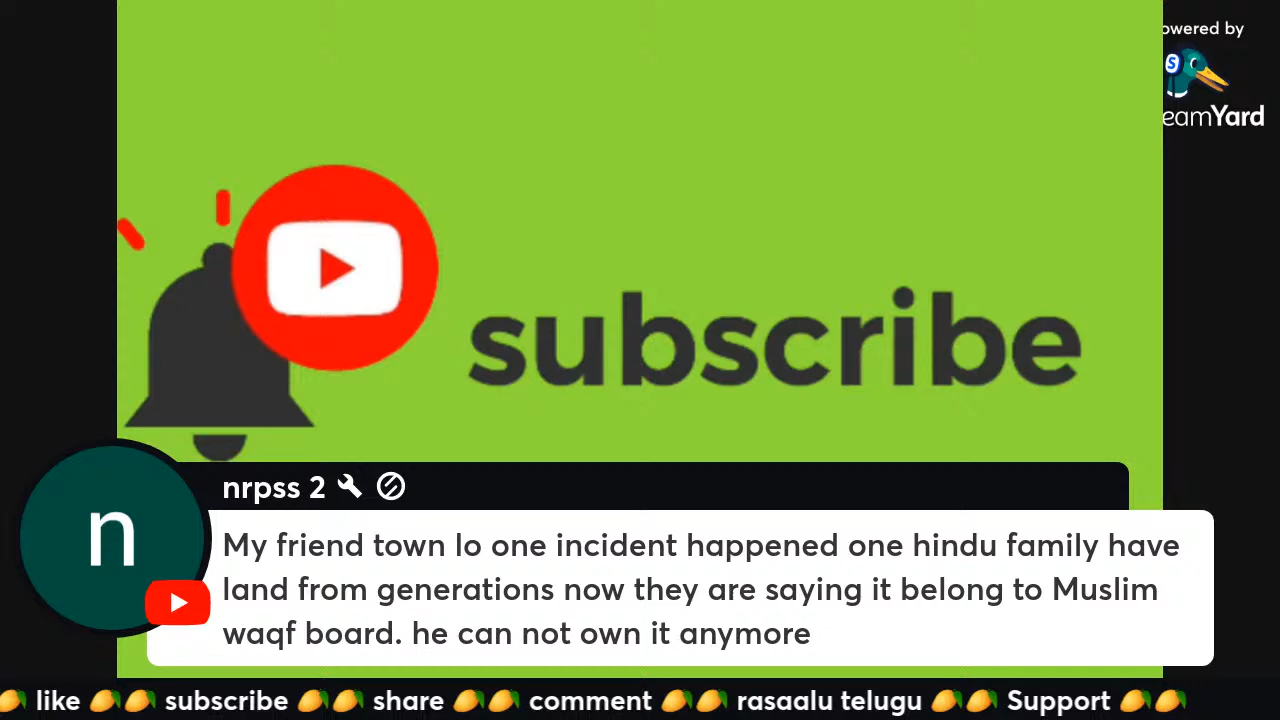 owered by
S
eamYard
subscribe
n
nrpss 2
My friend town lo one incident happened one hindu family have
land from generations now they are saying it belong to Muslim
waqf board. he can not own it anymore
like subscribe share comment rasaalu telugu Support